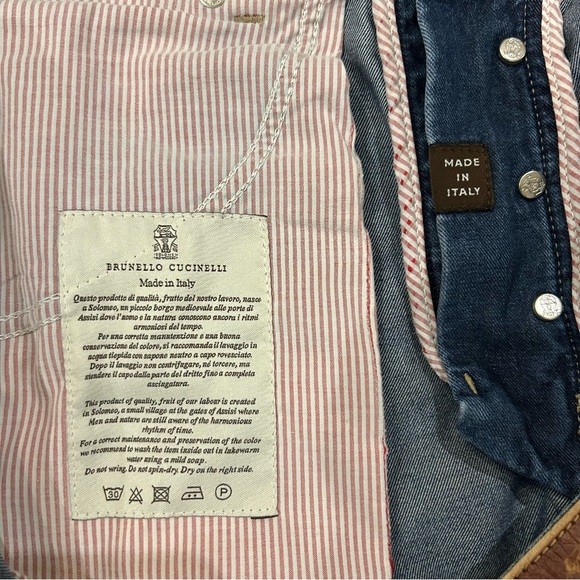 BRUNELLO CUCINELLI
Made in Italy
Questo prodotto di qualità, frutto del nostro lavoro, nasce
a Solomeo, un piccolo borgo medioevale alle porte di
Assisi dove l'uomo e la natura conoscono ancora i ritmi
armoniosi del tempo.
Per una corretta manutenzione e una buona
conservazione del colore, si raccomanda il lavaggio in
acqua tiepida con sapone neutro a capo rovesciato.
Dopo il lavaggio non centrifugare, né torcere, ma
stendere il capo dalla parte del dritto fino a completa
asciugatura.
This product of quality, fruit of our labour is created
in Solomeo, a small village at the gates of Assisi where
Men and nature are still aware of the harmonious
rhythm of time.
For a correct maintenance and preservation of the color
we recommend to wash the item inside out in lukewarm
water using a mild soap.
Do not wring. Do not spin-dry. Dry on the right side.
30 P
MADE
IN
ITALY